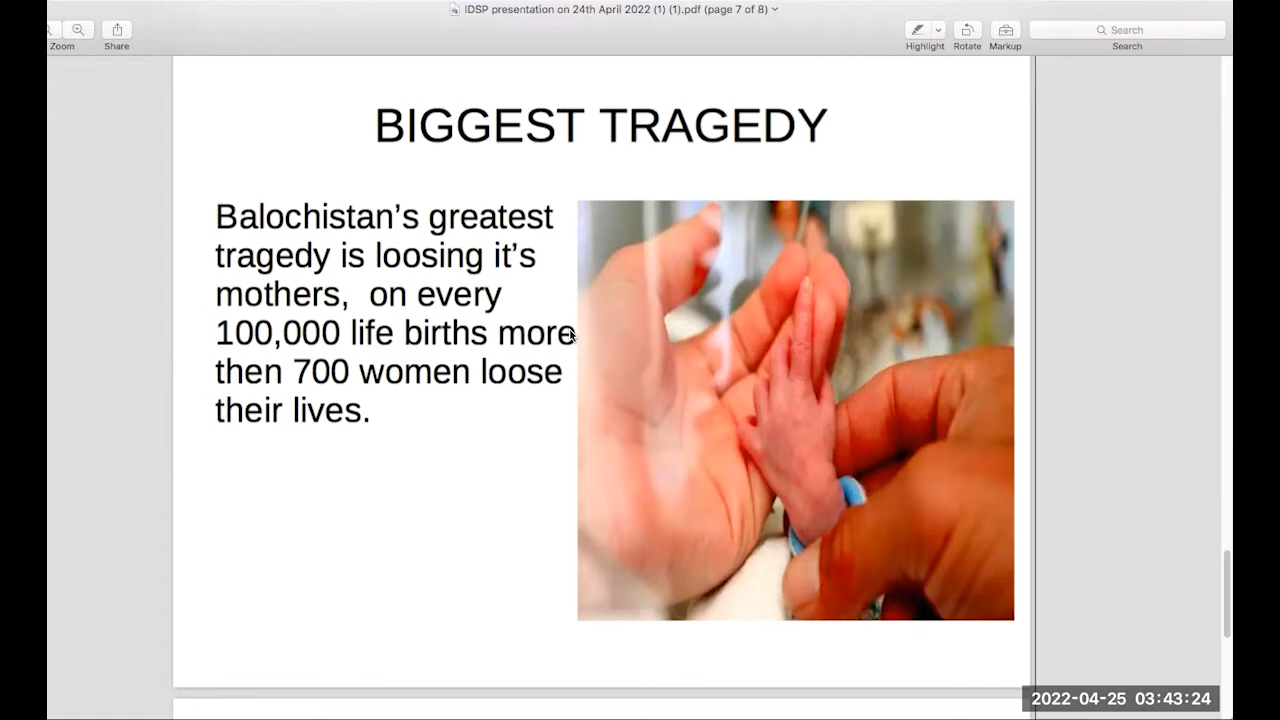 IDSP presentation on 24th April 2022 (1) (1).pdf (page 7 of 8)
Zoom
Share
Highlight
Rotate
Markup
Search
Search
BIGGEST TRAGEDY
Balochistan’s greatest
tragedy is loosing it’s
mothers,  on every
100,000 life births more
then 700 women loose
their lives.
2022-04-25 03:43:24